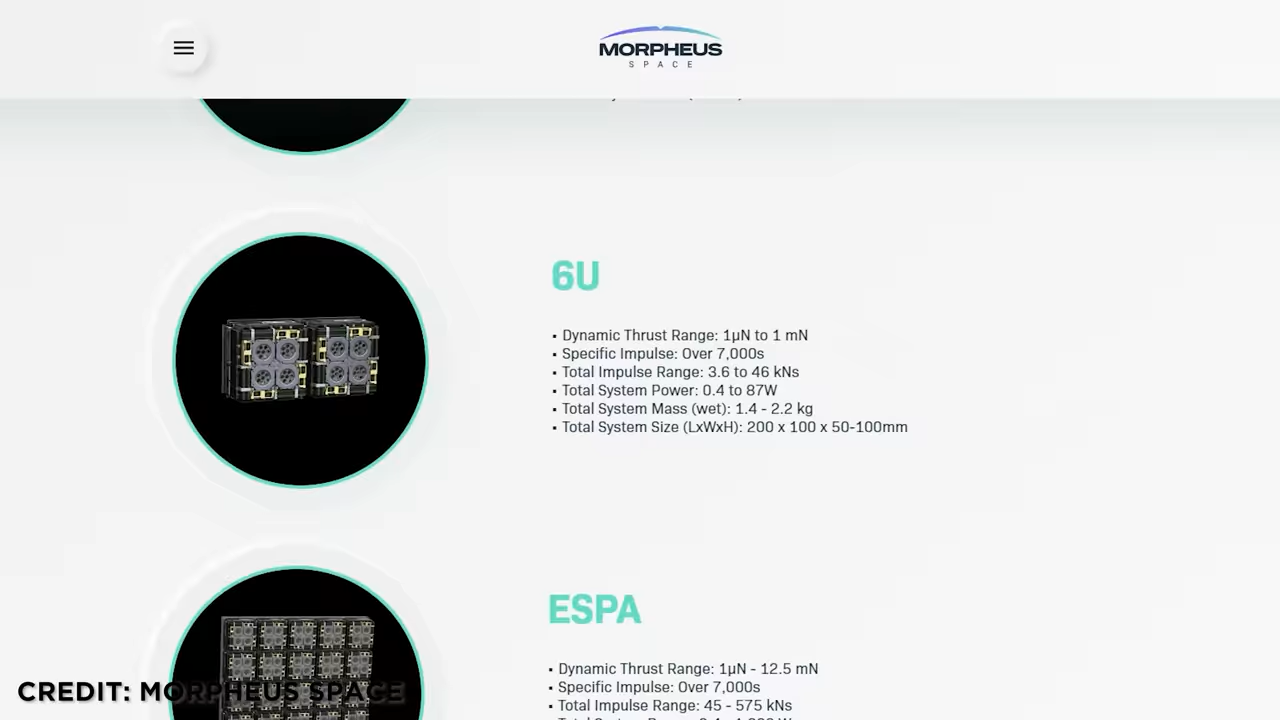 MORPHEUS
SPACE
6U
▪ Dynamic Thrust Range: 1µN to 1 mN
▪ Specific Impulse: Over 7,000s
▪ Total Impulse Range: 3.6 to 46 kNs
▪ Total System Power: 0.4 to 87W
▪ Total System Mass (wet): 1.4 - 2.2 kg
▪ Total System Size (LxWxH): 200 x 100 x 50-100mm
ESPA
▪ Dynamic Thrust Range: 1µN - 12.5 mN
▪ Specific Impulse: Over 7,000s
▪ Total Impulse Range: 45 - 575 kNs
CREDIT: MORPHEUS SPACE